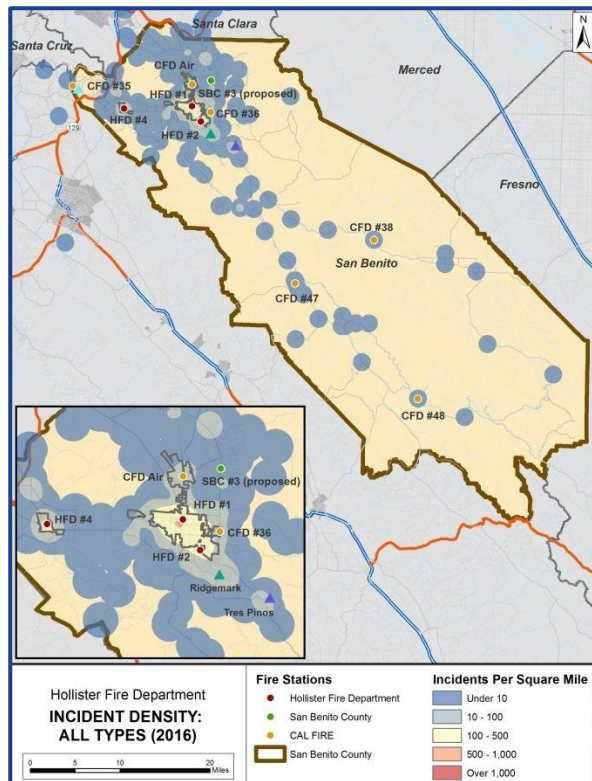 Santa Clara
N
Santa Cruz
Merced
CFD Air
CFD #35
HFD #1
SBC #3 (proposed)
HFD #4
CFD #36
129
HFD #2
Fresno
CFD #38
San Benito
CFD #47
CFD #48
CFD Air
SBC #3 (proposed)
HFD #1
HFD #4
CFD #36
HFD #2
Ridgemark
Tres Pinos
Hollister Fire Department
INCIDENT DENSITY:
ALL TYPES (2016)
0 5 10 20
Miles
Fire Stations
Hollister Fire Department
San Benito County
CAL FIRE
San Benito County
Incidents Per Square Mile
Under 10
10 - 100
100 - 500
500 - 1,000
Over 1,000